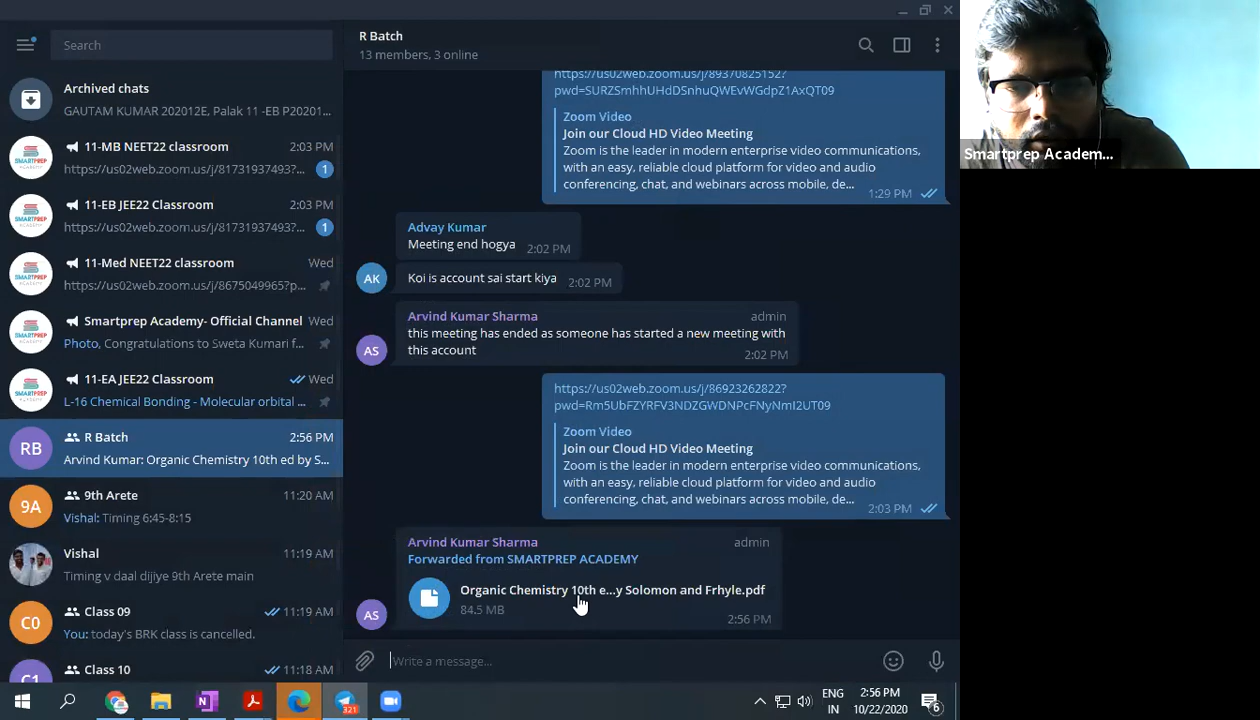 Search
Archived chats
GAUTAM KUMAR 202012E, Palak 11 -EB P20201...
11-MB NEET22 classroom 2:03 PM
https://us02web.zoom.us/j/81731937493?... 1
11-EB JEE22 Classroom 2:03 PM
https://us02web.zoom.us/j/81731937493?... 1
11-Med NEET22 classroom Wed
https://us02web.zoom.us/j/8675049965?p...
Smartprep Academy- Official Channel Wed
Photo, Congratulations to Sweta Kumari f...
11-EA JEE22 Classroom Wed
L-16 Chemical Bonding - Molecular orbital ...
RB
R Batch 2:56 PM
Arvind Kumar: Organic Chemistry 10th ed by S...
9A
9th Arete 11:20 AM
Vishal: Timing 6:45-8:15
Vishal 11:19 AM
Timing v daal dijiye 9th Arete main
C0
Class 09 11:19 AM
You: today's BRK class is cancelled.
Class 10 11:18 AM
R Batch
13 members, 3 online
https://us02web.zoom.us/j/89370825152?
pwd=SURZSmhhUHdDSnhuQWEvWGdpZ1AxQT09
Zoom Video
Join our Cloud HD Video Meeting
Zoom is the leader in modern enterprise video communications,
with an easy, reliable cloud platform for video and audio
conferencing, chat, and webinars across mobile, de...
1:29 PM
Advay Kumar
Meeting end hogya 2:02 PM
AK
Koi is account sai start kiya 2:02 PM
Arvind Kumar Sharma admin
this meeting has ended as someone has started a new meeting with
this account
2:02 PM
AS
https://us02web.zoom.us/j/86923262822?
pwd=Rm5UbFZYRFV3NDZGWDNPcFNyNmI2UT09
Zoom Video
Join our Cloud HD Video Meeting
Zoom is the leader in modern enterprise video communications,
with an easy, reliable cloud platform for video and audio
conferencing, chat, and webinars across mobile, de...
2:03 PM
Arvind Kumar Sharma admin
Forwarded from SMARTPREP ACADEMY
Organic Chemistry 10th e...y Solomon and Frhyle.pdf
84.5 MB
2:56 PM
AS
Write a message...
Smartprep Academ...
321
ENG
IN
2:56 PM
10/22/2020
6